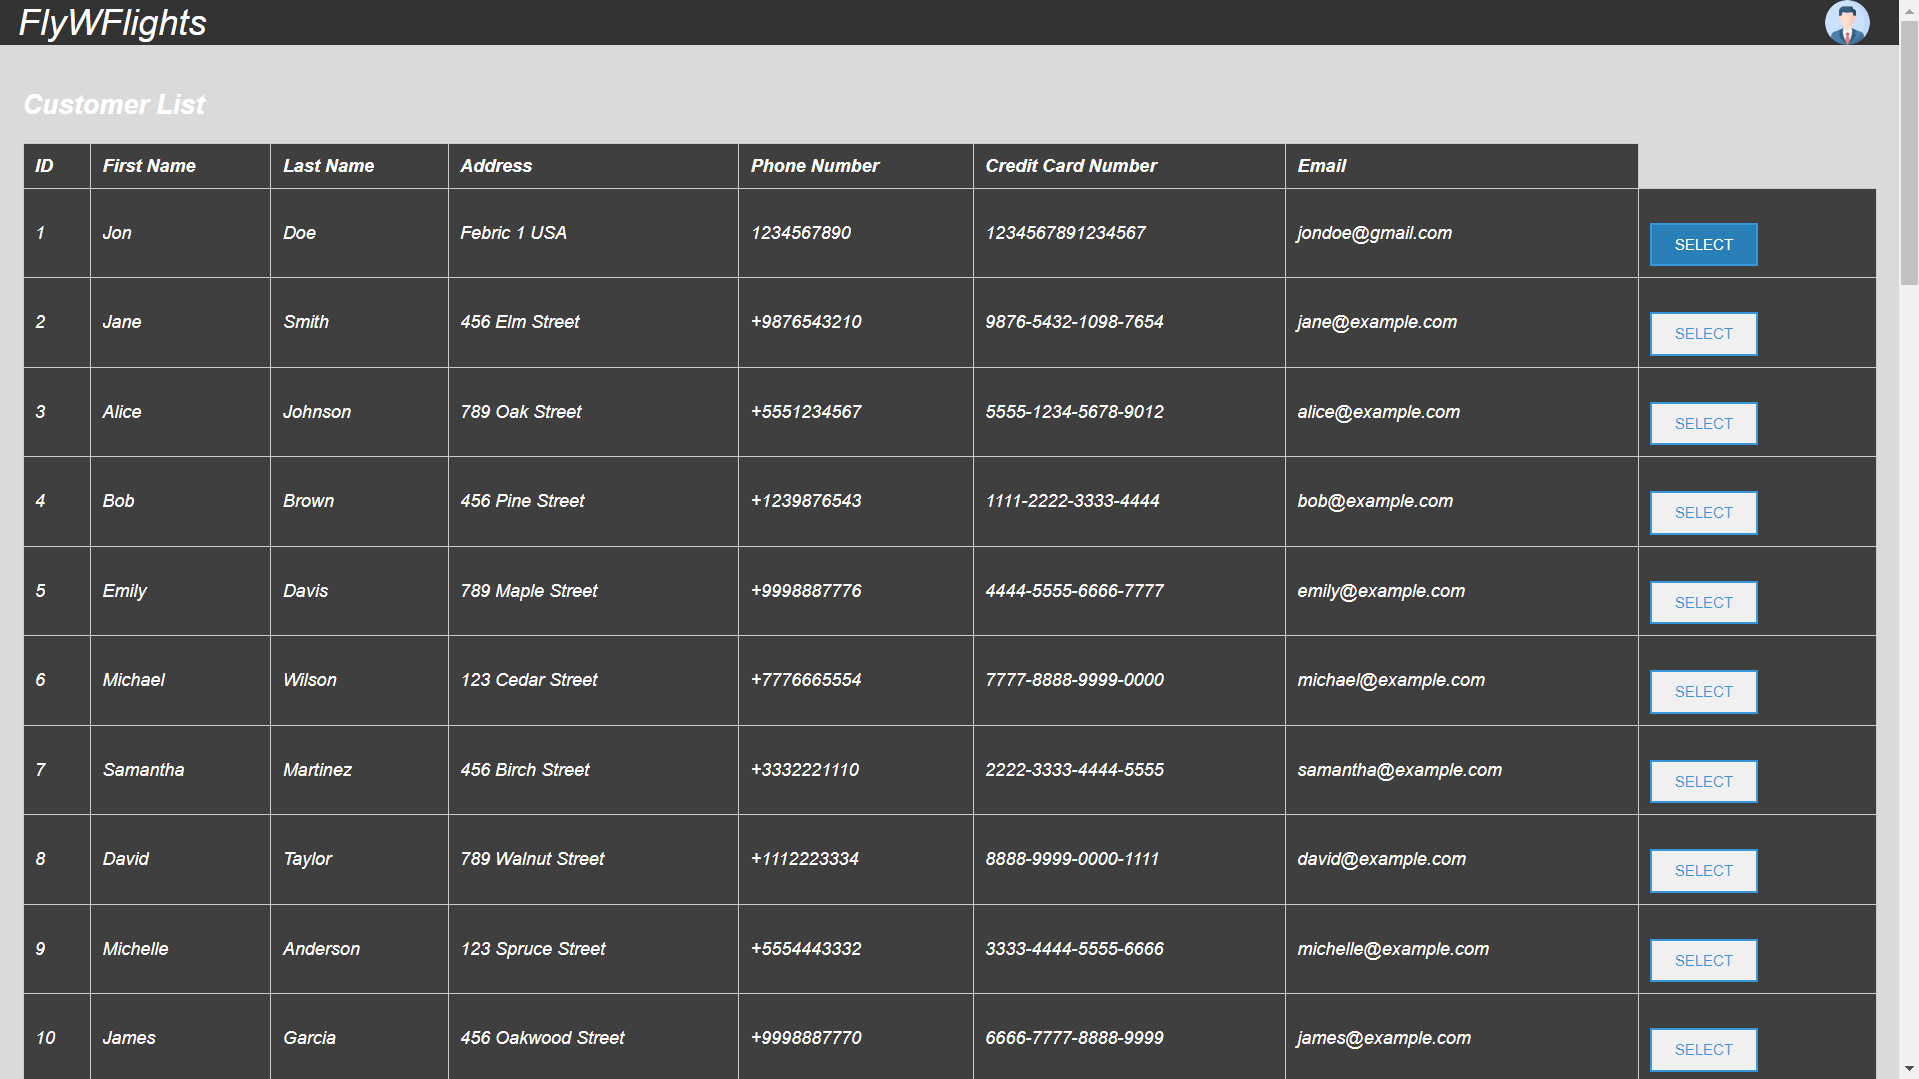 FlyWFlights
Customer List
ID First Name Last Name Address Phone Number Credit Card Number Email
1 Jon Doe Febric 1 USA 1234567890 1234567891234567 jondoe@gmail.com SELECT
2 Jane Smith 456 Elm Street +9876543210 9876-5432-1098-7654 jane@example.com SELECT
3 Alice Johnson 789 Oak Street +5551234567 5555-1234-5678-9012 alice@example.com SELECT
4 Bob Brown 456 Pine Street +1239876543 1111-2222-3333-4444 bob@example.com SELECT
5 Emily Davis 789 Maple Street +9998887776 4444-5555-6666-7777 emily@example.com SELECT
6 Michael Wilson 123 Cedar Street +7776665554 7777-8888-9999-0000 michael@example.com SELECT
7 Samantha Martinez 456 Birch Street +3332221110 2222-3333-4444-5555 samantha@example.com SELECT
8 David Taylor 789 Walnut Street +1112223334 8888-9999-0000-1111 david@example.com SELECT
9 Michelle Anderson 123 Spruce Street +5554443332 3333-4444-5555-6666 michelle@example.com SELECT
10 James Garcia 456 Oakwood Street +9998887770 6666-7777-8888-9999 james@example.com SELECT